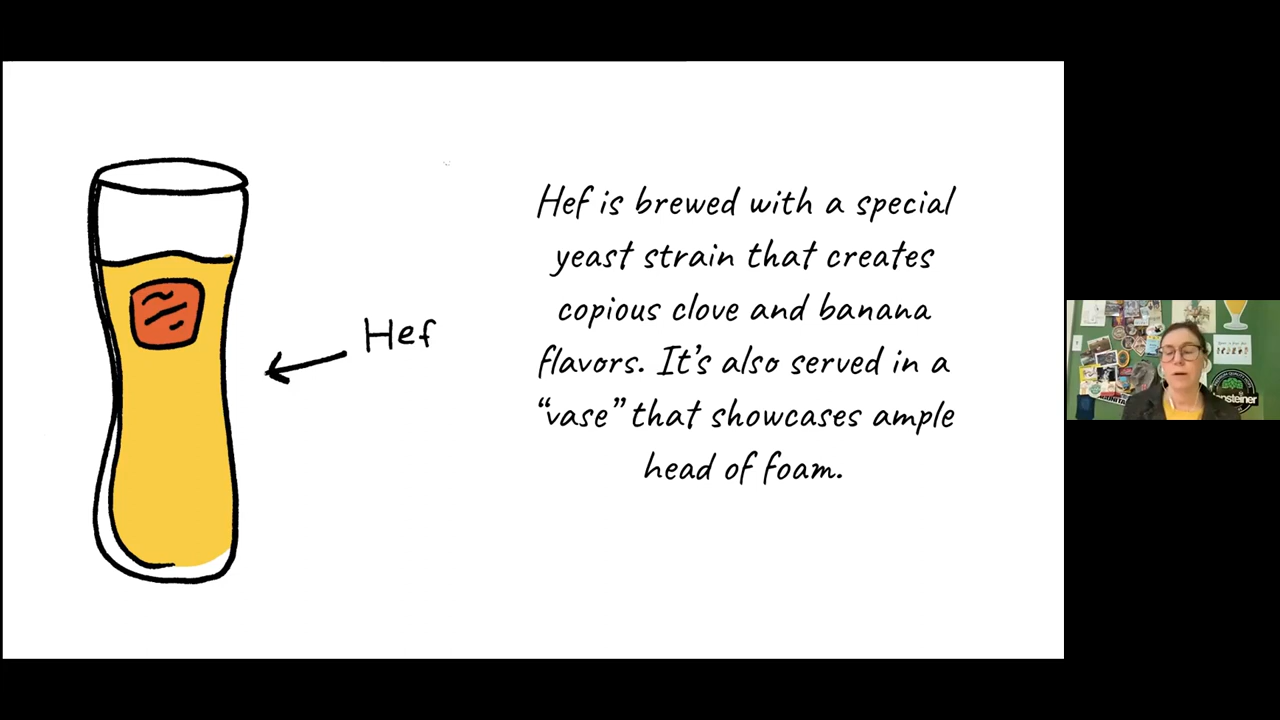 Hef is brewed with a special
yeast strain that creates
copious clove and banana
flavors. It’s also served in a
“vase” that showcases ample
head of foam.
Hef